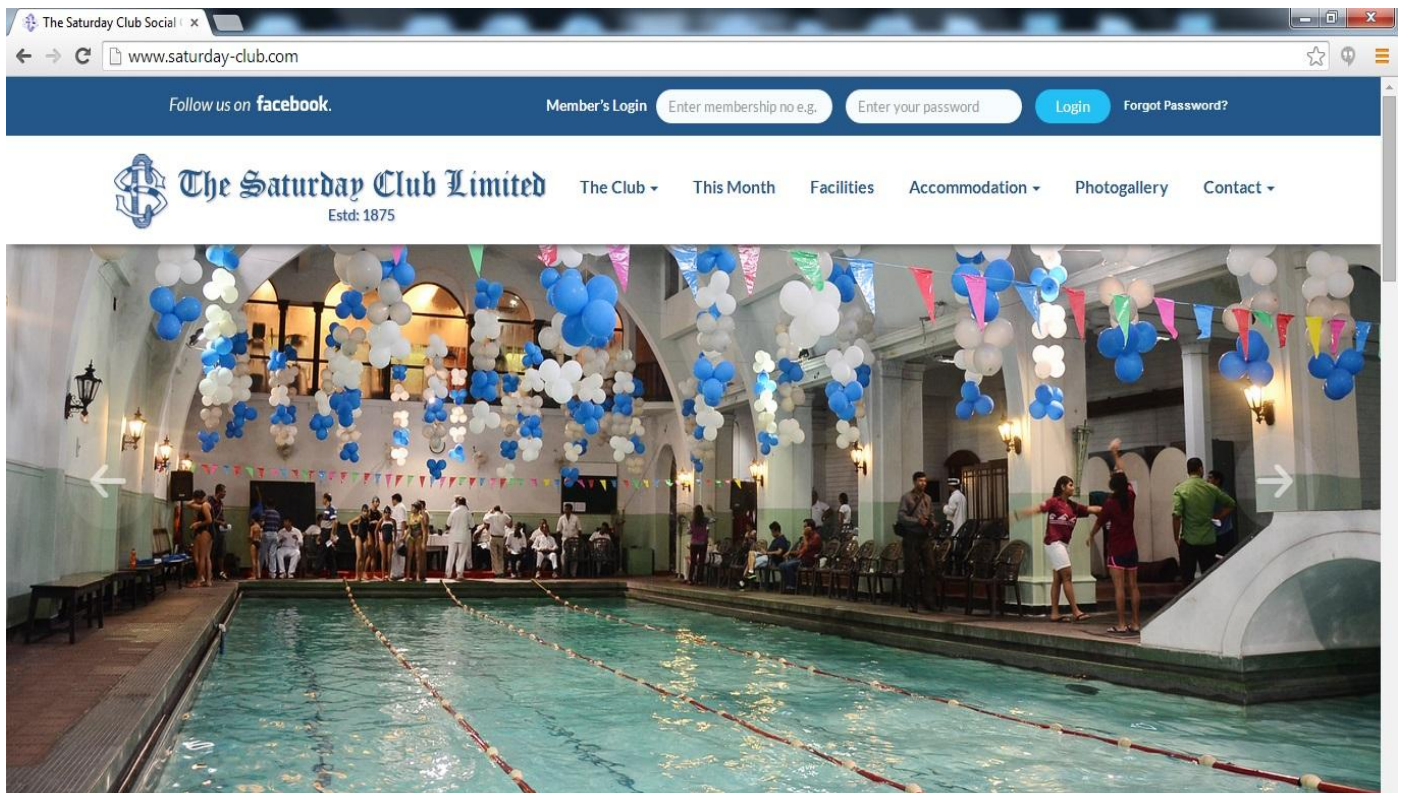 The Saturday Club Social
www.saturday-club.com
Follow us on facebook.
Member's Login
Enter membership no e.g.
Enter your password
Login
Forgot Password?
The Saturday Club Limited
Estd: 1875
The Club
This Month
Facilities
Accommodation
Photogallery
Contact